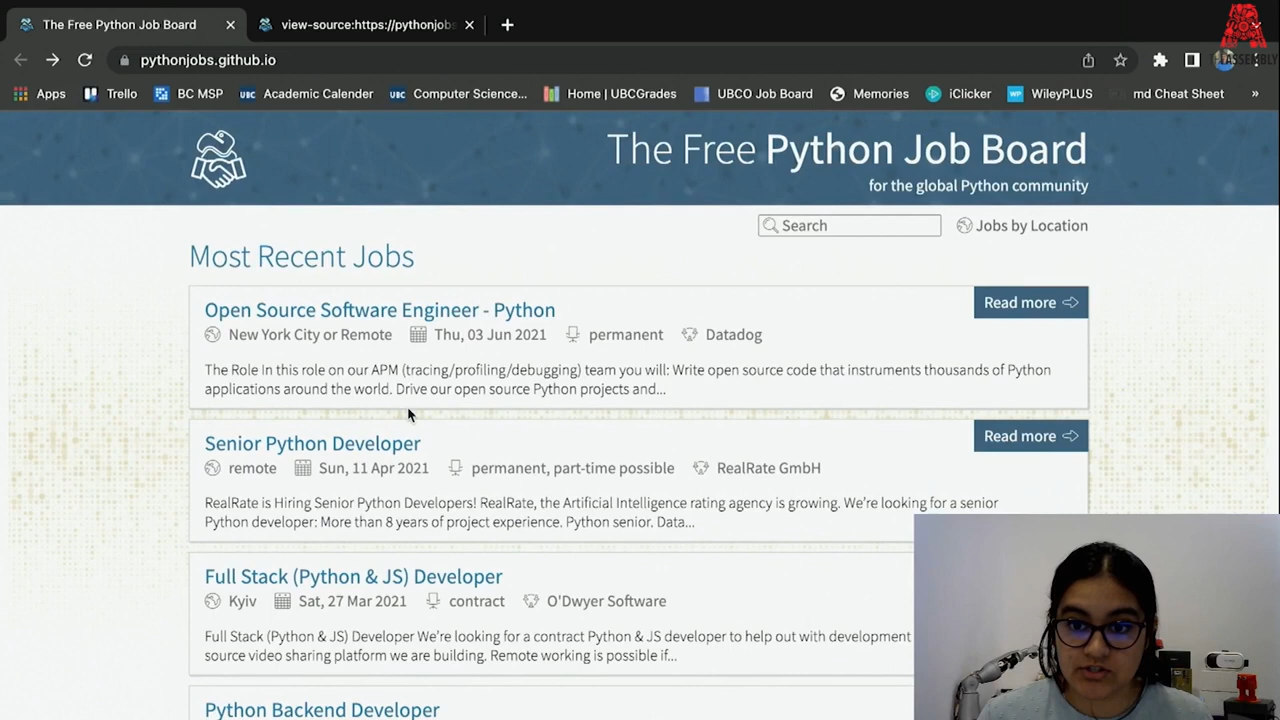 The Free Python Job Board
view-source:https://pythonjobs
pythonjobs.github.io
ASSEMBLY
Apps Trello BC MSP UBC Academic Calendar UBC Computer Science... Home | UBCGrades UBCO Job Board Memories iClicker WP WileyPLUS md Cheat Sheet »
The Free Python Job Board
for the global Python community
Search Jobs by Location
Most Recent Jobs
Open Source Software Engineer - Python Read more
New York City or Remote Thu, 03 Jun 2021 permanent Datadog
The Role In this role on our APM (tracing/profiling/debugging) team you will: Write open source code that instruments thousands of Python
applications around the world. Drive our open source Python projects and...
Senior Python Developer Read more
remote Sun, 11 Apr 2021 permanent, part-time possible RealRate GmbH
RealRate is Hiring Senior Python Developers! RealRate, the Artificial Intelligence rating agency is growing. We’re looking for a senior
Python developer: More than 8 years of project experience. Python senior. Data...
Full Stack (Python & JS) Developer
Kyiv Sat, 27 Mar 2021 contract O'Dwyer Software
Full Stack (Python & JS) Developer We’re looking for a contract Python & JS developer to help out with development
source video sharing platform we are building. Remote working is possible if...
Python Backend Developer